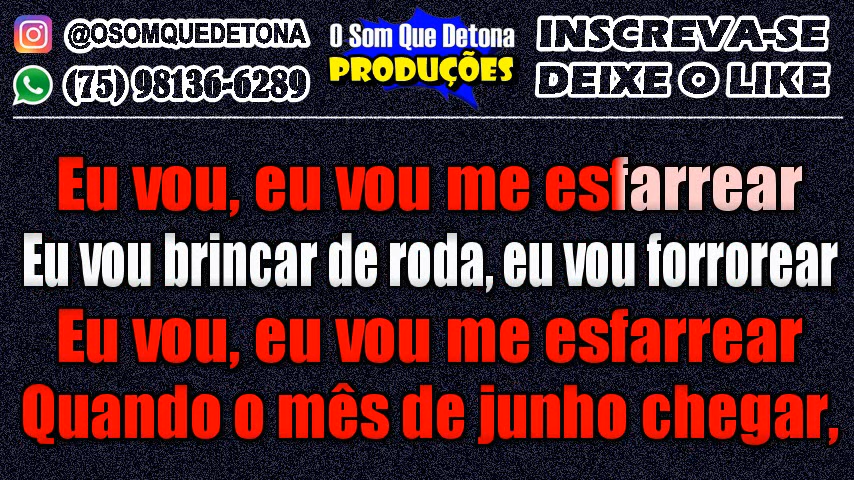 @OSOMQUEDETONA
(75) 98136-6289
O Som Que Detona
PRODUÇÕES
INSCREVA-SE
DEIXE O LIKE
Eu vou, eu vou me esfarrear
Eu vou brincar de roda, eu vou forrorear
Eu vou, eu vou me esfarrear
Quando o mês de junho chegar,